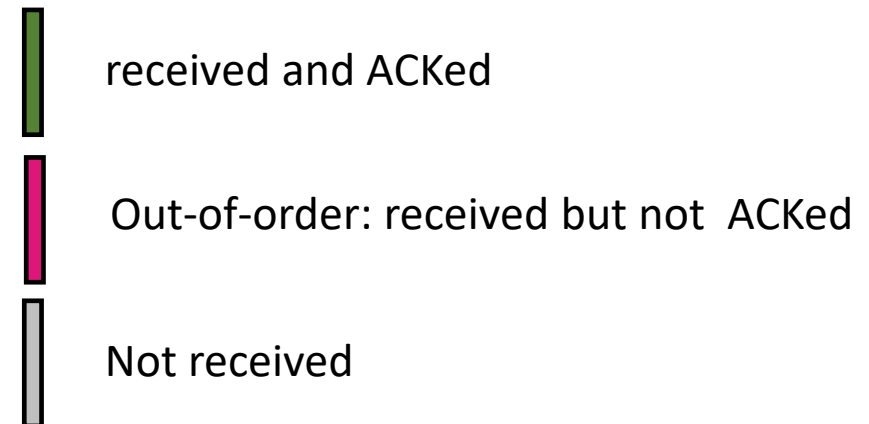 received and ACKed
Out-of-order: received but not ACKed
Not received